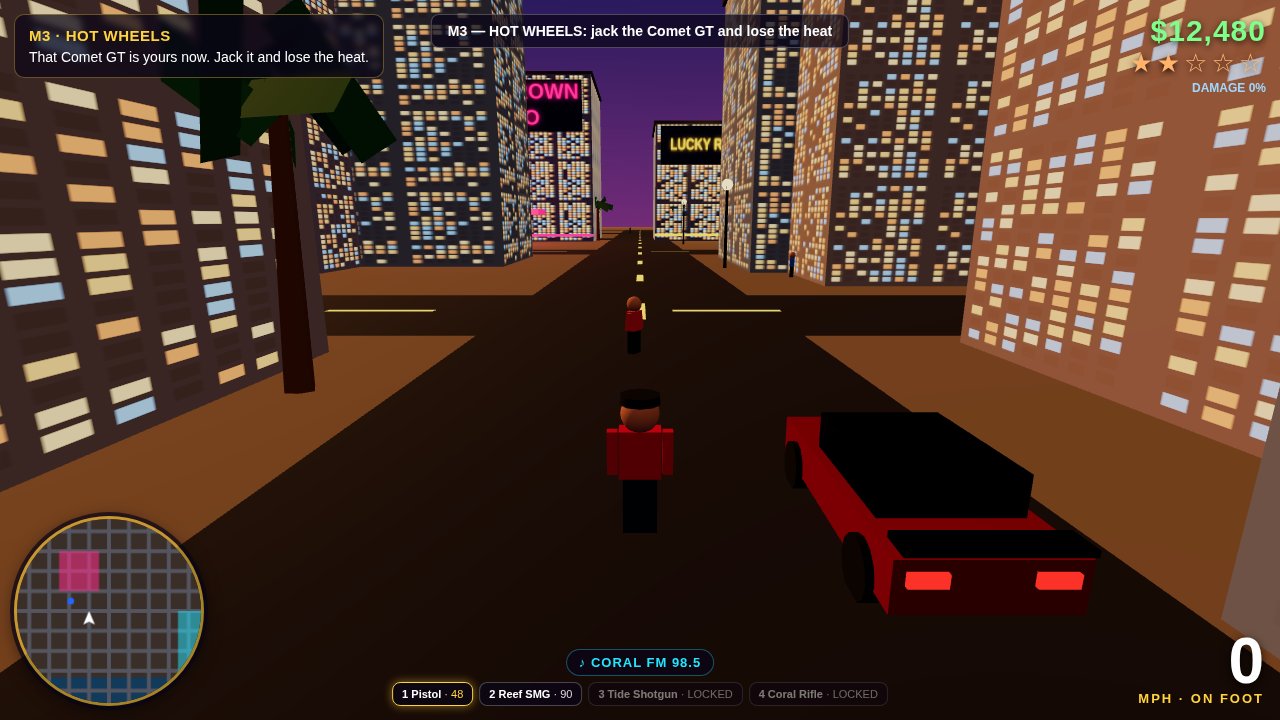 M3 · HOT WHEELS
That Comet GT is yours now. Jack it and lose the heat.
M3 — HOT WHEELS: jack the Comet GT and lose the heat
$12,480
★ ★ ☆ ☆ ☆
DAMAGE 0%
LUCKY
♪ CORAL FM 98.5
1 Pistol · 48
2 Reef SMG · 90
3 Tide Shotgun · LOCKED
4 Coral Rifle · LOCKED
0
MPH · ON FOOT